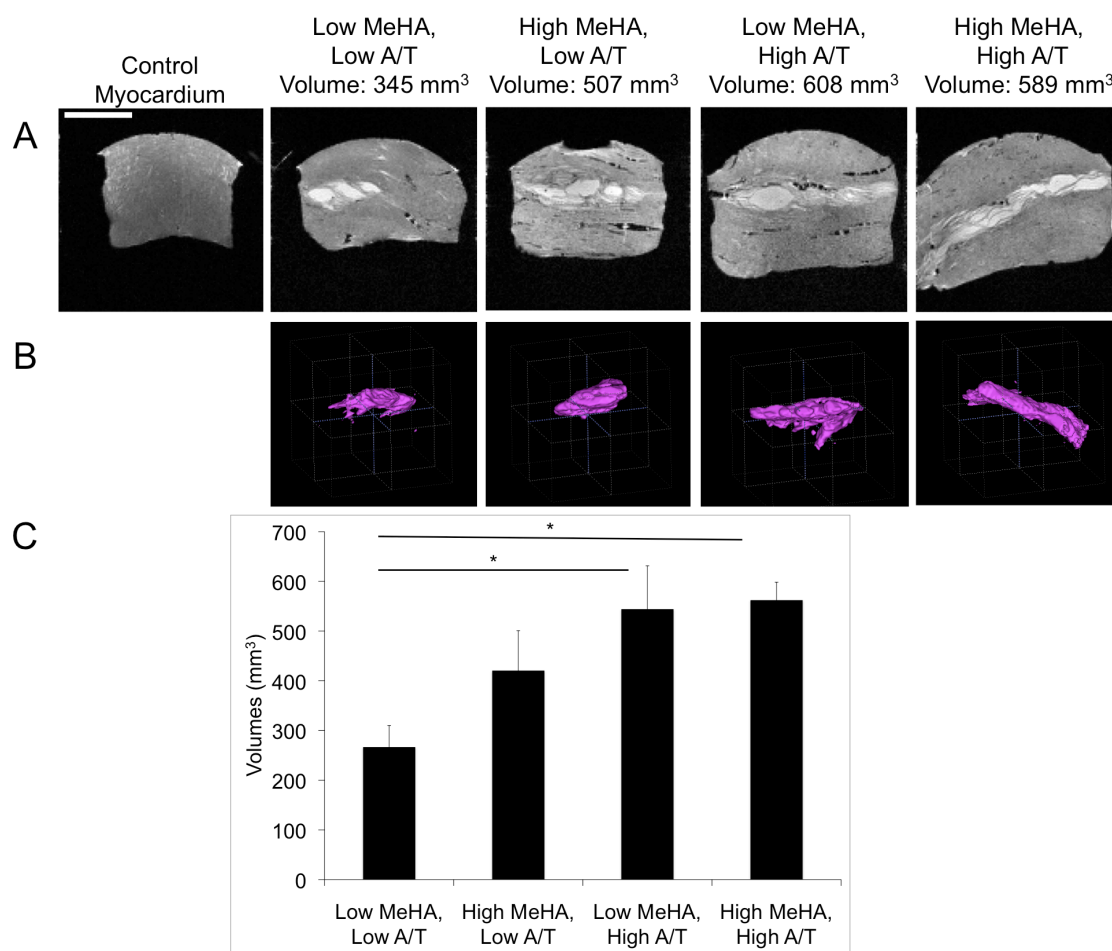 Control
Myocardium
Low MeHA,
Low A/T
Volume: 345 mm³
High MeHA,
Low A/T
Volume: 507 mm³
Low MeHA,
High A/T
Volume: 608 mm³
High MeHA,
High A/T
Volume: 589 mm³
A
B
C
Volumes (mm³)
700
600
500
400
300
200
100
0
*
*
Low MeHA,
Low A/T
High MeHA,
Low A/T
Low MeHA,
High A/T
High MeHA,
High A/T